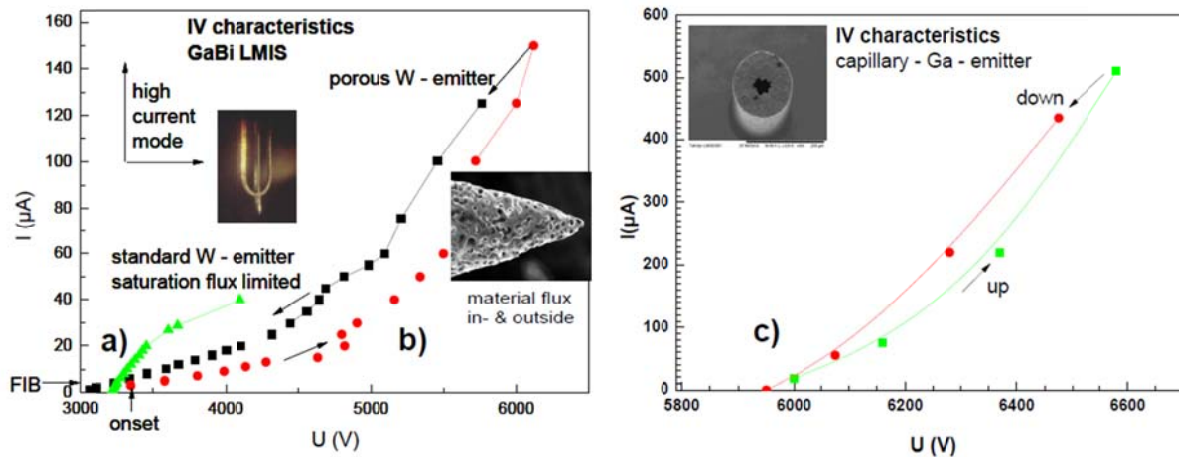 IV characteristics
GaBi LMIS
porous W - emitter
high
current
mode
standard W - emitter
saturation flux limited
material flux
in- & outside
a)
b)
FIB
onset
I (µA)
160
140
120
100
80
60
40
20
0
3000 4000 5000 6000
U (V)
IV characteristics
capillary - Ga - emitter
down
up
c)
I(µA)
600
500
400
300
200
100
0
5800 6000 6200 6400 6600
U (V)